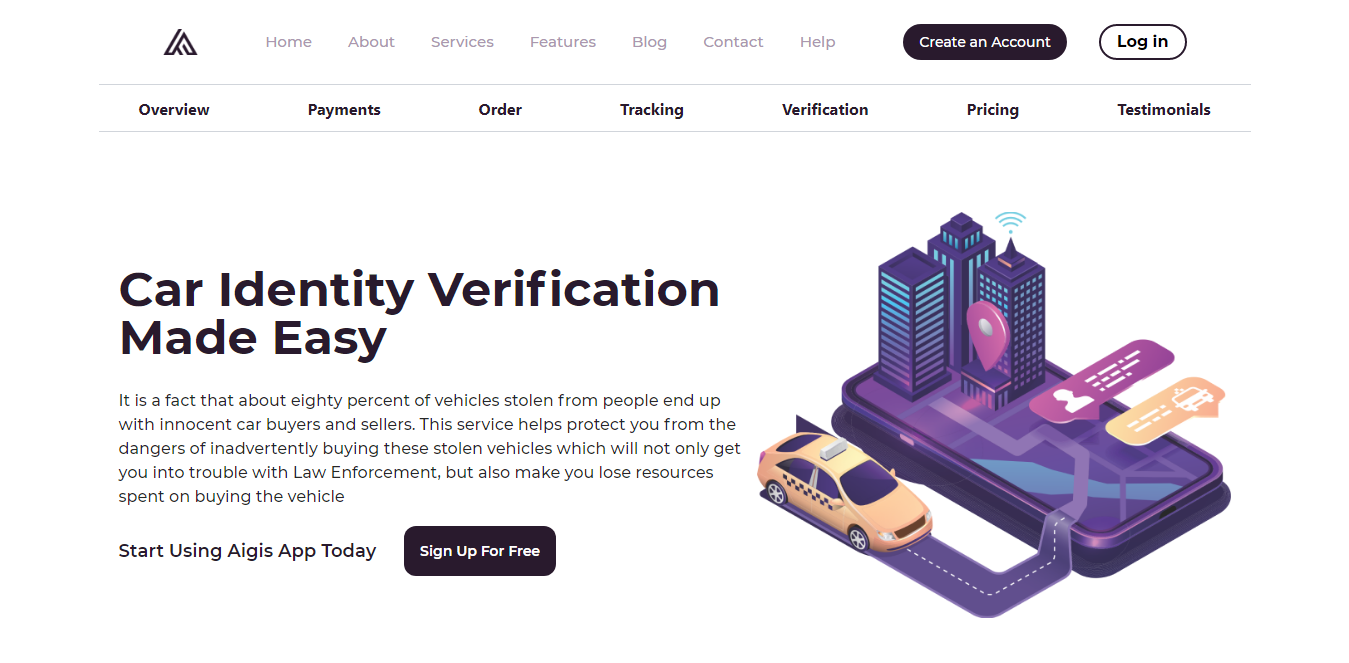 Home About Services Features Blog Contact Help Create an Account Log in
Overview Payments Order Tracking Verification Pricing Testimonials
Car Identity Verification
Made Easy
It is a fact that about eighty percent of vehicles stolen from people end up
with innocent car buyers and sellers. This service helps protect you from the
dangers of inadvertently buying these stolen vehicles which will not only get
you into trouble with Law Enforcement, but also make you lose resources
spent on buying the vehicle
Start Using Aigis App Today Sign Up For Free